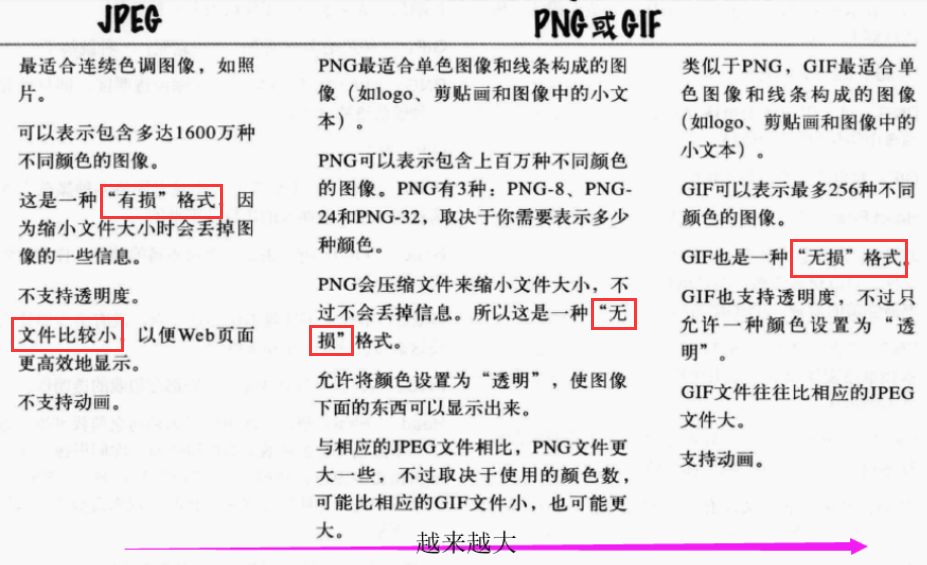 JPEG
最适合连续色调图像，如照
片。
可以表示包含多达1600万种
不同颜色的图像。
这是一种“有损”格式，因
为缩小文件大小时会丢掉图
像的一些信息。
不支持透明度。
文件比较小，以便Web页面
更高效地显示。
不支持动画。
PNG或GIF
PNG最适合单色图像和线条构成的图
像（如logo、剪贴画和图像中的小文
本）。
PNG可以表示包含上百万种不同颜色
的图像。PNG有3种：PNG-8、PNG-
24和PNG-32，取决于你需要表示多少
种颜色。
PNG会压缩文件来缩小文件大小，不
过不会丢掉信息。所以这是一种“无
损”格式。
允许将颜色设置为“透明”，使图像
下面的东西可以显示出来。
与相应的JPEG文件相比，PNG文件更
大一些，不过取决于使用的颜色数，
可能比相应的GIF文件小，也可能更
大。
类似于PNG，GIF最适合单
色图像和线条构成的图像
（如logo、剪贴画和图像中的
小文本）。
GIF可以表示最多256种不同
颜色的图像。
GIF也是一种“无损”格式。
GIF也支持透明度，不过只
允许一种颜色设置为“透
明”。
GIF文件往往比相应的JPEG
文件大。
支持动画。
越来越大